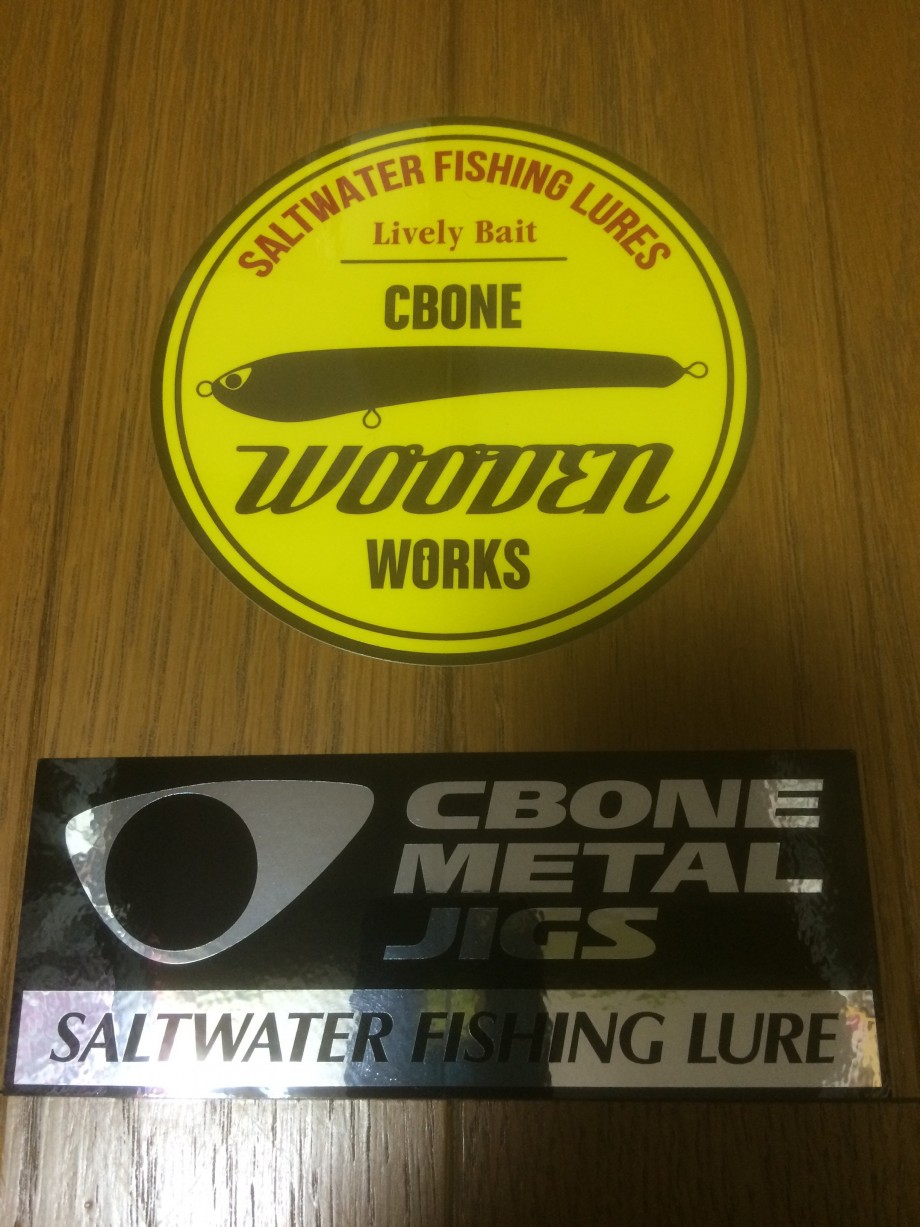 SALTWATER FISHING LURES
Lively Bait
CBONE
WOODEN
WORKS
CBONE
METAL
JIGS
SALTWATER FISHING LURE